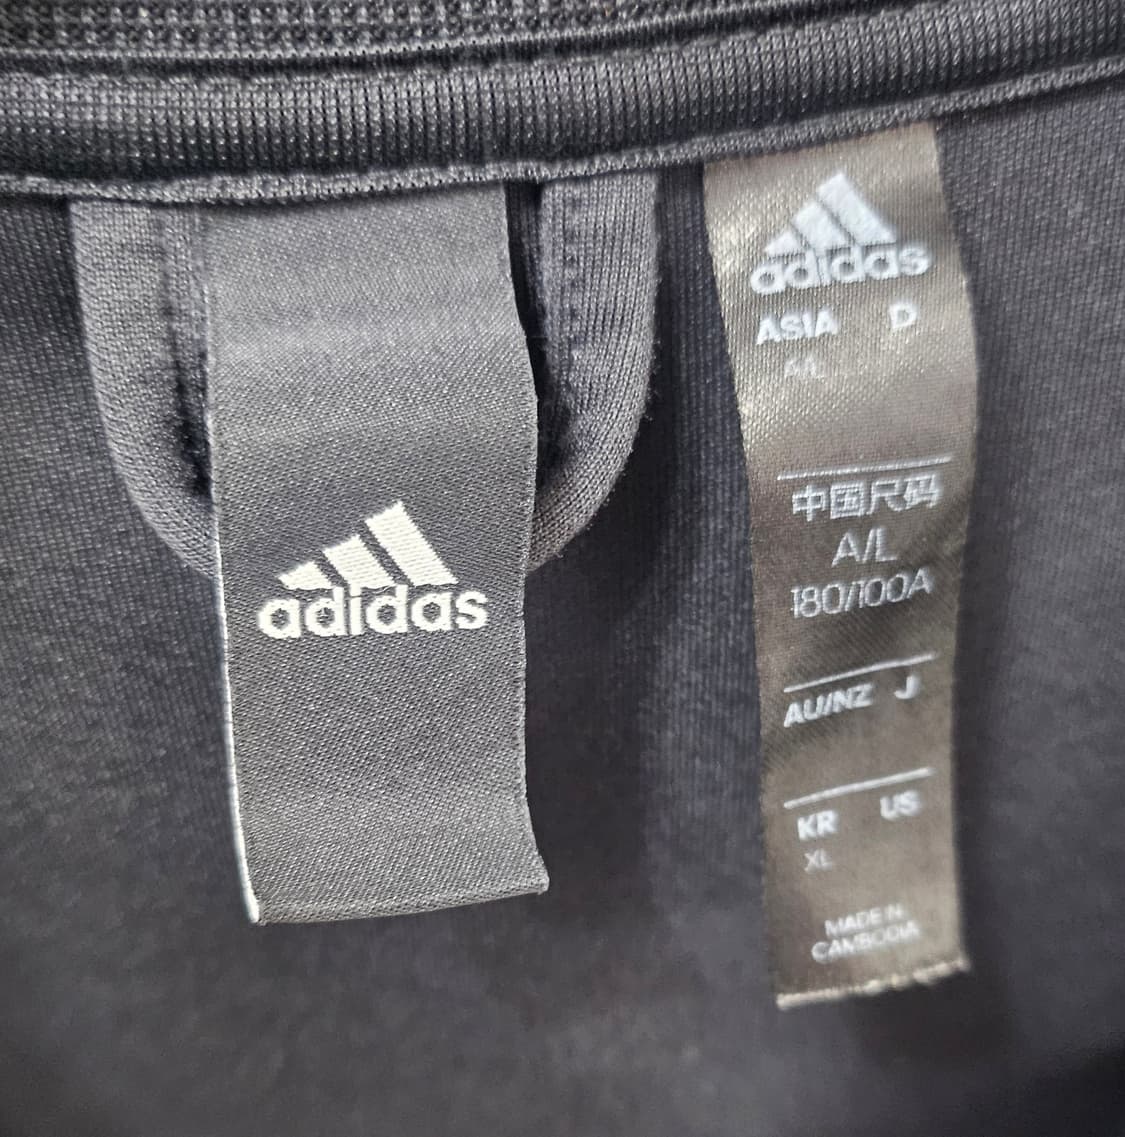 adidas
adidas
ASIA D
A/L
中国尺码
A/L
180/100A
AU/NZ J
KR US
XL
MADE IN
CAMBODIA